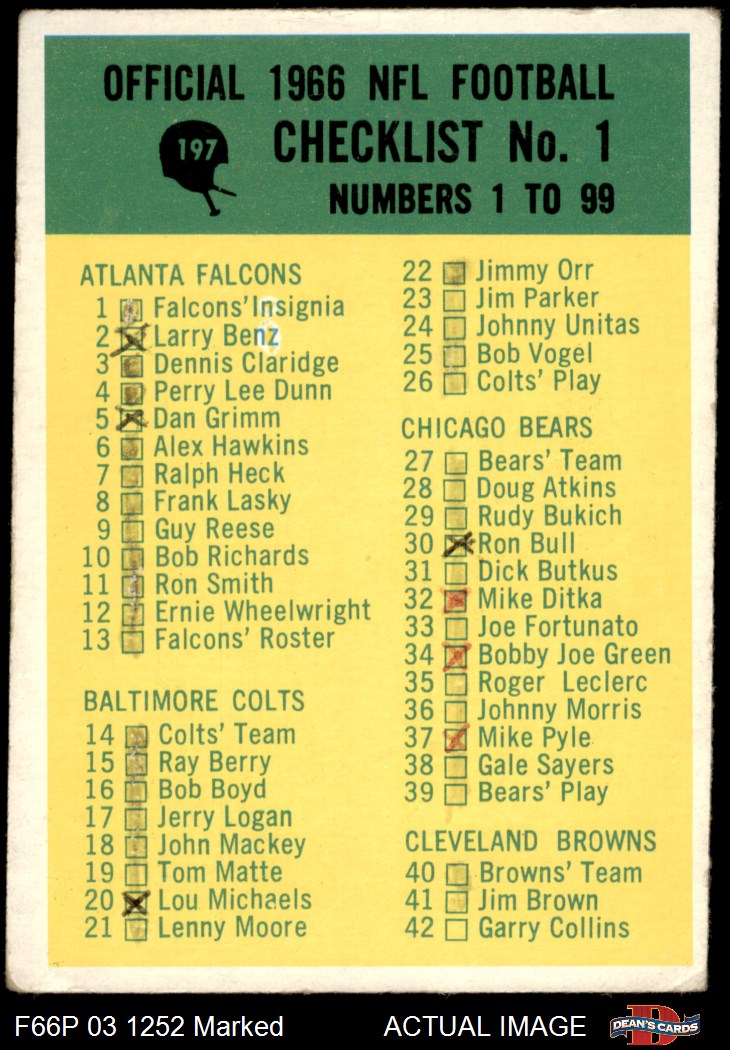 OFFICIAL 1966 NFL FOOTBALL
197
CHECKLIST No. 1
NUMBERS 1 TO 99
ATLANTA FALCONS
1 Falcons' Insignia
2 Larry Benz
3 Dennis Claridge
4 Perry Lee Dunn
5 Dan Grimm
6 Alex Hawkins
7 Ralph Heck
8 Frank Lasky
9 Guy Reese
10 Bob Richards
11 Ron Smith
12 Ernie Wheelwright
13 Falcons' Roster
BALTIMORE COLTS
14 Colts' Team
15 Ray Berry
16 Bob Boyd
17 Jerry Logan
18 John Mackey
19 Tom Matte
20 Lou Michaels
21 Lenny Moore
22 Jimmy Orr
23 Jim Parker
24 Johnny Unitas
25 Bob Vogel
26 Colts' Play
CHICAGO BEARS
27 Bears' Team
28 Doug Atkins
29 Rudy Bukich
30 Ron Bull
31 Dick Butkus
32 Mike Ditka
33 Joe Fortunato
34 Bobby Joe Green
35 Roger Leclerc
36 Johnny Morris
37 Mike Pyle
38 Gale Sayers
39 Bears' Play
CLEVELAND BROWNS
40 Browns' Team
41 Jim Brown
42 Garry Collins
F66P 03 1252 Marked
ACTUAL IMAGE
DEAN'S CARDS